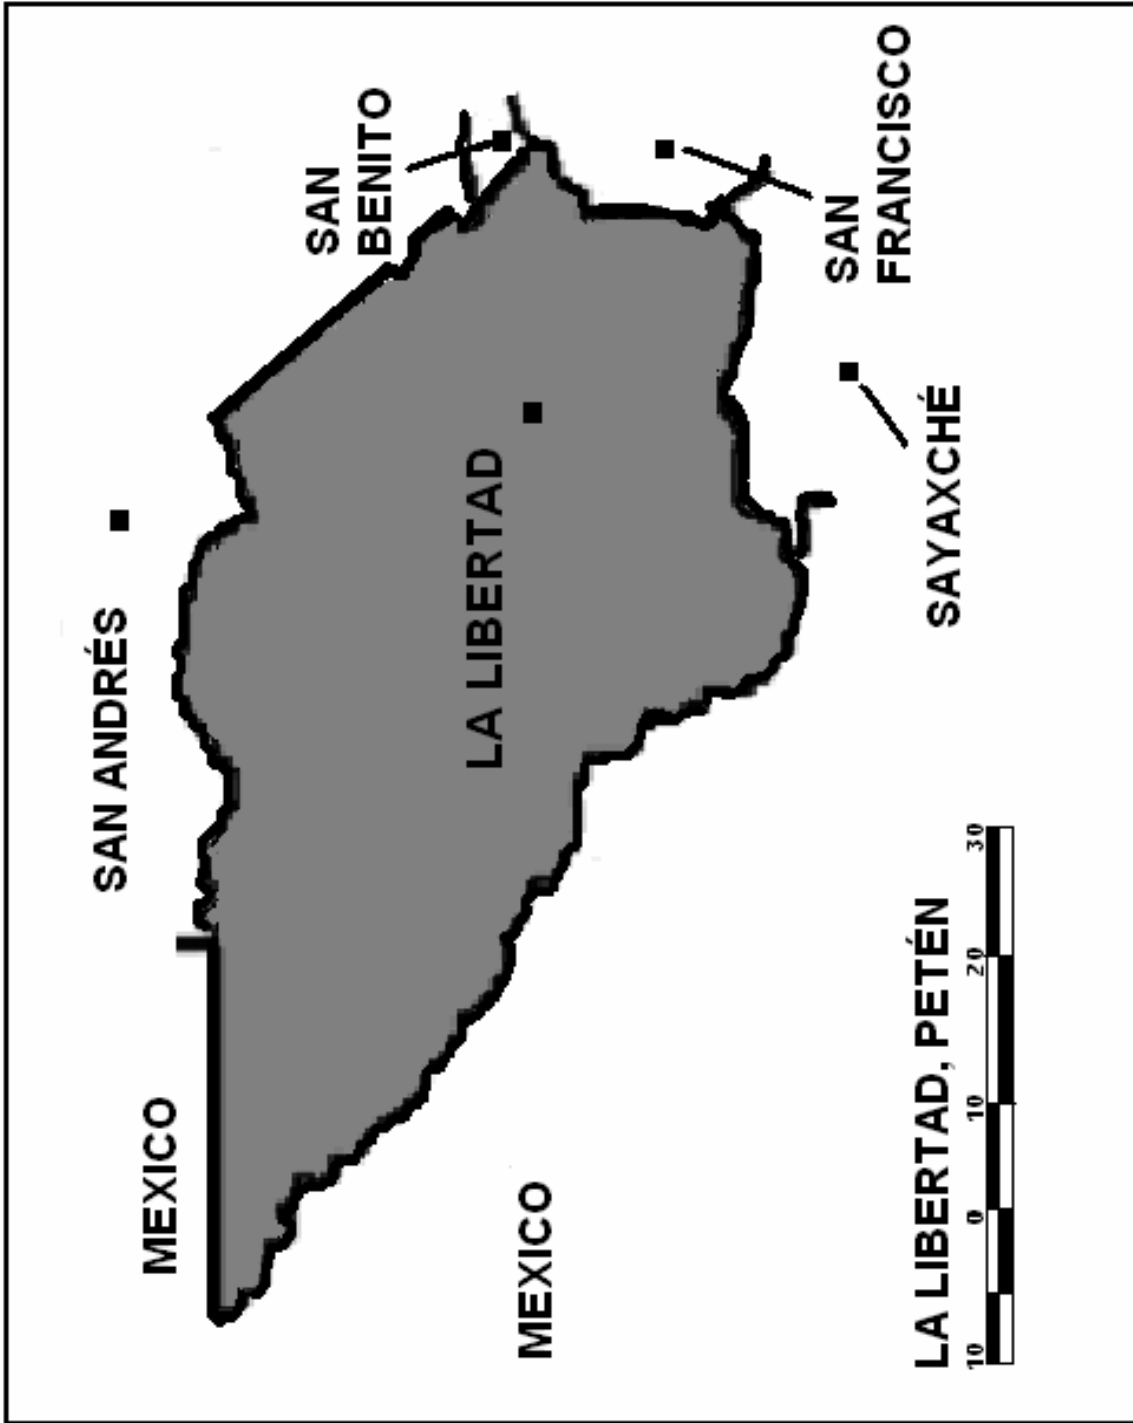 SAN ANDRÉS
MEXICO
SAN
BENITO
LA LIBERTAD
MEXICO
SAN
FRANCISCO
SAYAXCHÉ
LA LIBERTAD, PETÉN
10 0 10 20 30